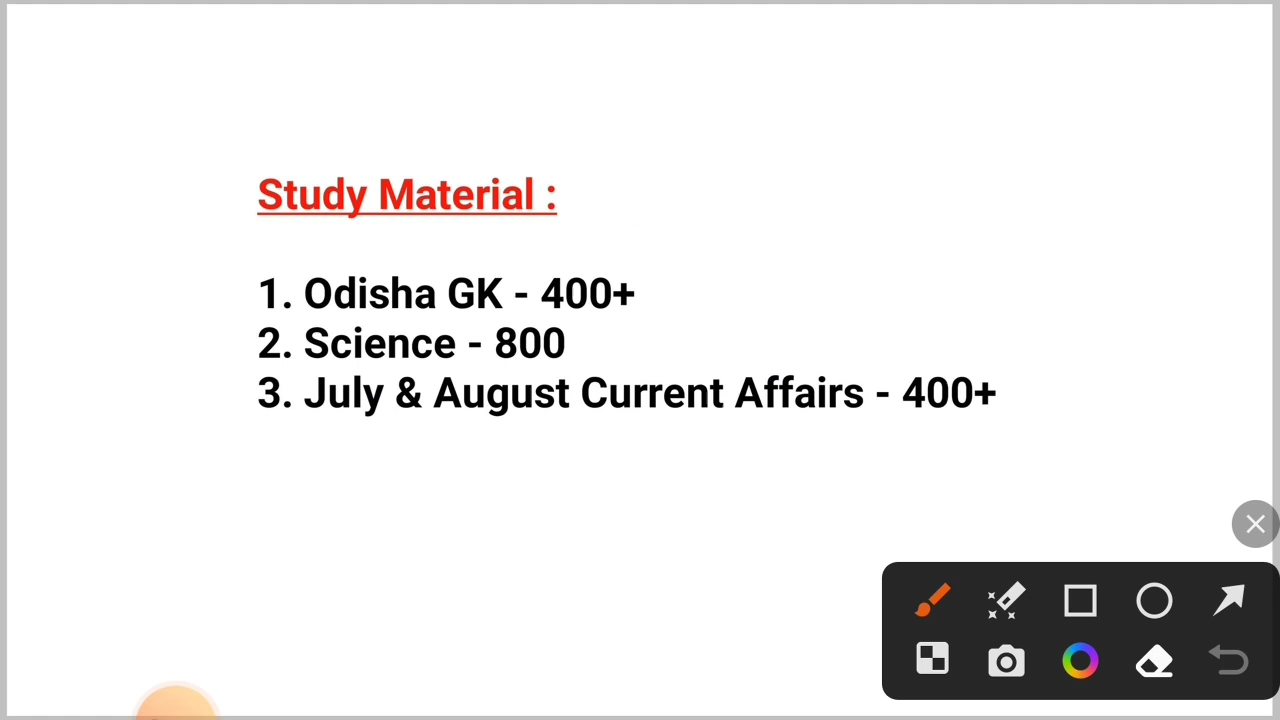 Study Material :
1. Odisha GK - 400+
2. Science - 800
3. July & August Current Affairs - 400+